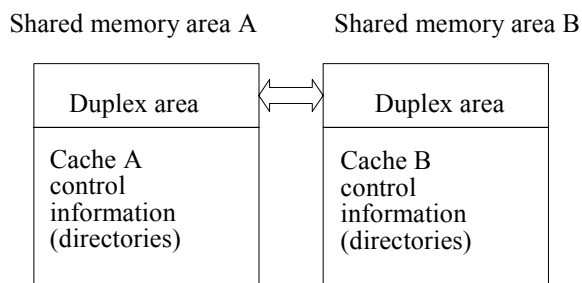 Shared memory area A
Shared memory area B
Duplex area
Duplex area
Cache A
control
information
(directories)
Cache B
control
information
(directories)